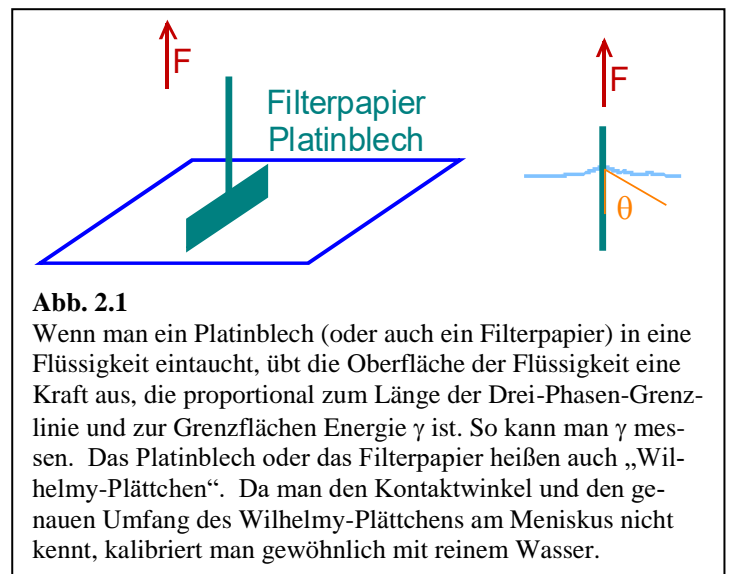 F
Filterpapier
Platinblech
F
θ
Abb. 2.1
Wenn man ein Platinblech (oder auch ein Filterpapier) in eine
Flüssigkeit eintaucht, übt die Oberfläche der Flüssigkeit eine
Kraft aus, die proportional zum Länge der Drei-Phasen-Grenz-
linie und zur Grenzflächen Energie γ ist. So kann man γ mes-
sen. Das Platinblech oder das Filterpapier heißen auch „Wil-
helmy-Plättchen“. Da man den Kontaktwinkel und den ge-
nauen Umfang des Wilhelmy-Plättchens am Meniskus nicht
kennt, kalibriert man gewöhnlich mit reinem Wasser.